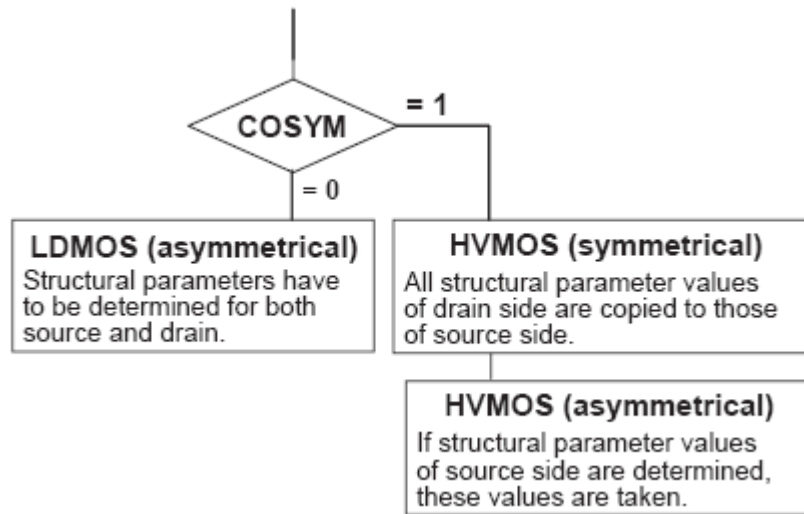 COSYM
= 1
= 0
LDMOS (asymmetrical)
Structural parameters have
to be determined for both
source and drain.
HVMOS (symmetrical)
All structural parameter values
of drain side are copied to those
of source side.
HVMOS (asymmetrical)
If structural parameter values
of source side are determined,
these values are taken.